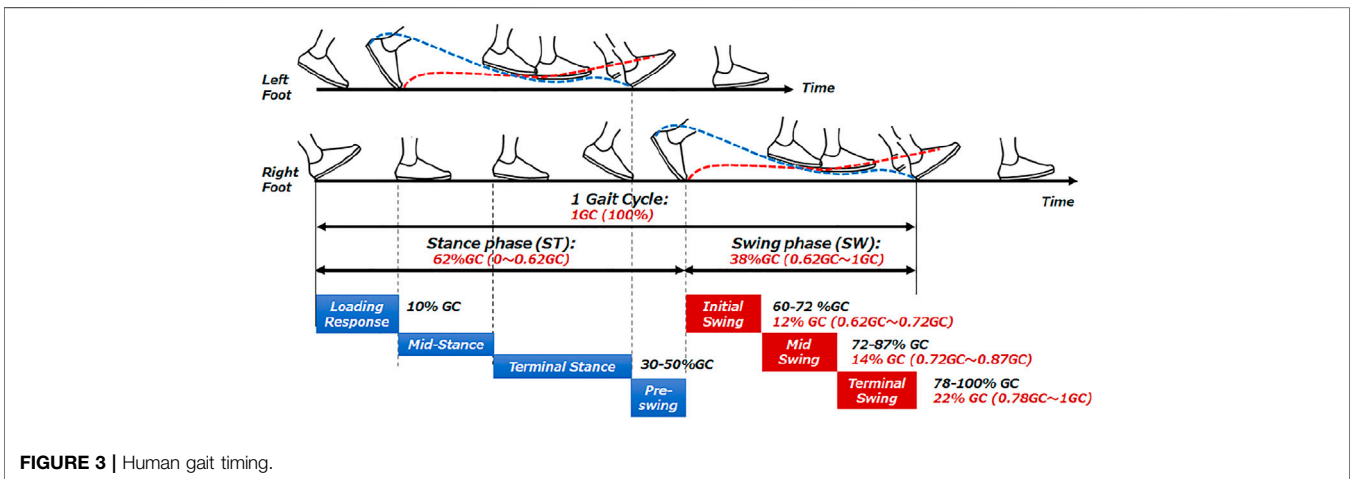 Left
Foot
Time
Right
Foot
Time
1 Gait Cycle:
1GC (100%)
Stance phase (ST):
62%GC (0~0.62GC)
Swing phase (SW):
38%GC (0.62GC~1GC)
Loading
Response
10% GC
Initial
Swing
60-72 %GC
12% GC (0.62GC~0.72GC)
Mid-Stance
Mid
Swing
72-87% GC
14% GC (0.72GC~0.87GC)
Terminal Stance
30-50%GC
Pre-
swing
Terminal
Swing
78-100% GC
22% GC (0.78GC~1GC)
FIGURE 3 | Human gait timing.